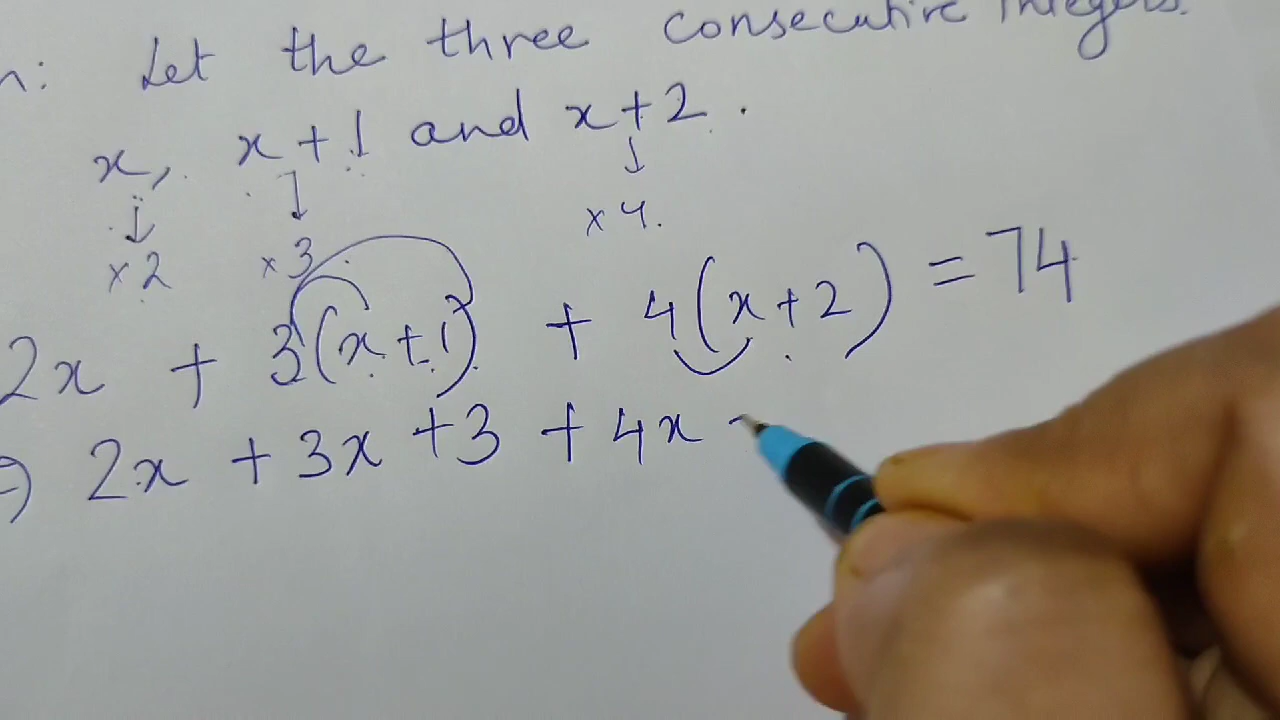 n: Let the three consecutive integers.
x, x + 1 and x + 2 .
↓ ↓ ↓
× 2 × 3 × 4.
2x + 3(x + 1) + 4(x + 2) = 74
⇒ 2x + 3x + 3 + 4x